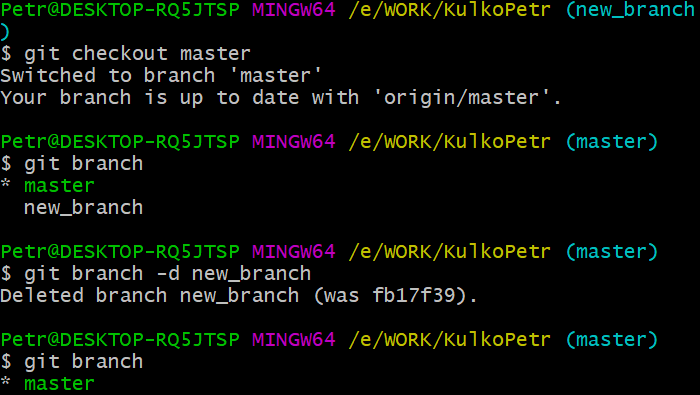 Petr@DESKTOP-RQ5JTSP MINGW64 /e/WORK/KulkoPetr (new_branch
)
$ git checkout master
Switched to branch 'master'
Your branch is up to date with 'origin/master'.
Petr@DESKTOP-RQ5JTSP MINGW64 /e/WORK/KulkoPetr (master)
$ git branch
* master
  new_branch
Petr@DESKTOP-RQ5JTSP MINGW64 /e/WORK/KulkoPetr (master)
$ git branch -d new_branch
Deleted branch new_branch (was fb17f39).
Petr@DESKTOP-RQ5JTSP MINGW64 /e/WORK/KulkoPetr (master)
$ git branch
* master